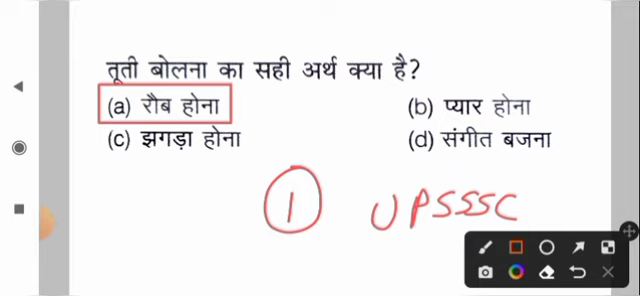 तूती बोलना का सही अर्थ क्या है?
(a) रौब होना (b) प्यार होना
(c) झगड़ा होना (d) संगीत बजना
1 UPSSSC